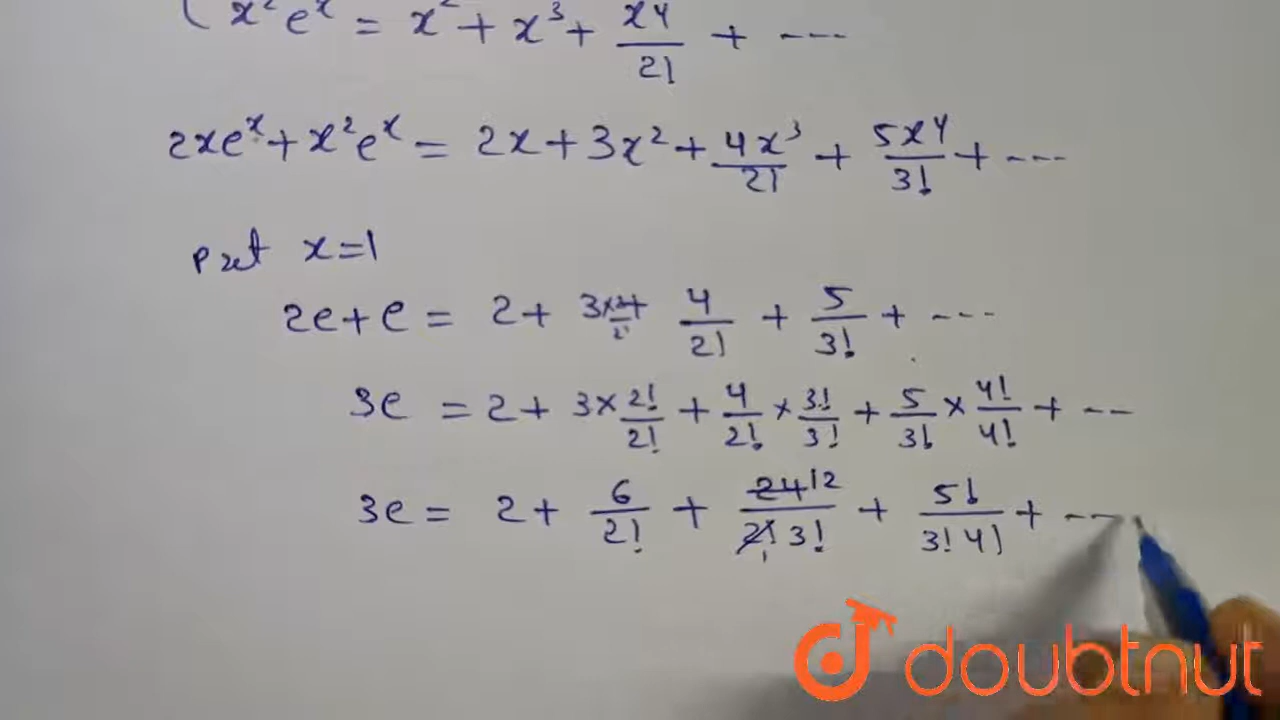 ( x²eˣ = x² + x³ + x4/2! + ---
2xeˣ + x²eˣ = 2x + 3x² + 4x³/2! + 5x⁴/3! + ---
Put x=1
2e+e = 2 + 4/2! + 5/3! + ---
3e = 2 + 3×2!/2! + 4/2! × 3!/3! + 5/3! × 4!/4! + --
3e = 2 + 6/2! + 24 12/2! 3! + 5!/3! 4! + ---
doubtnut